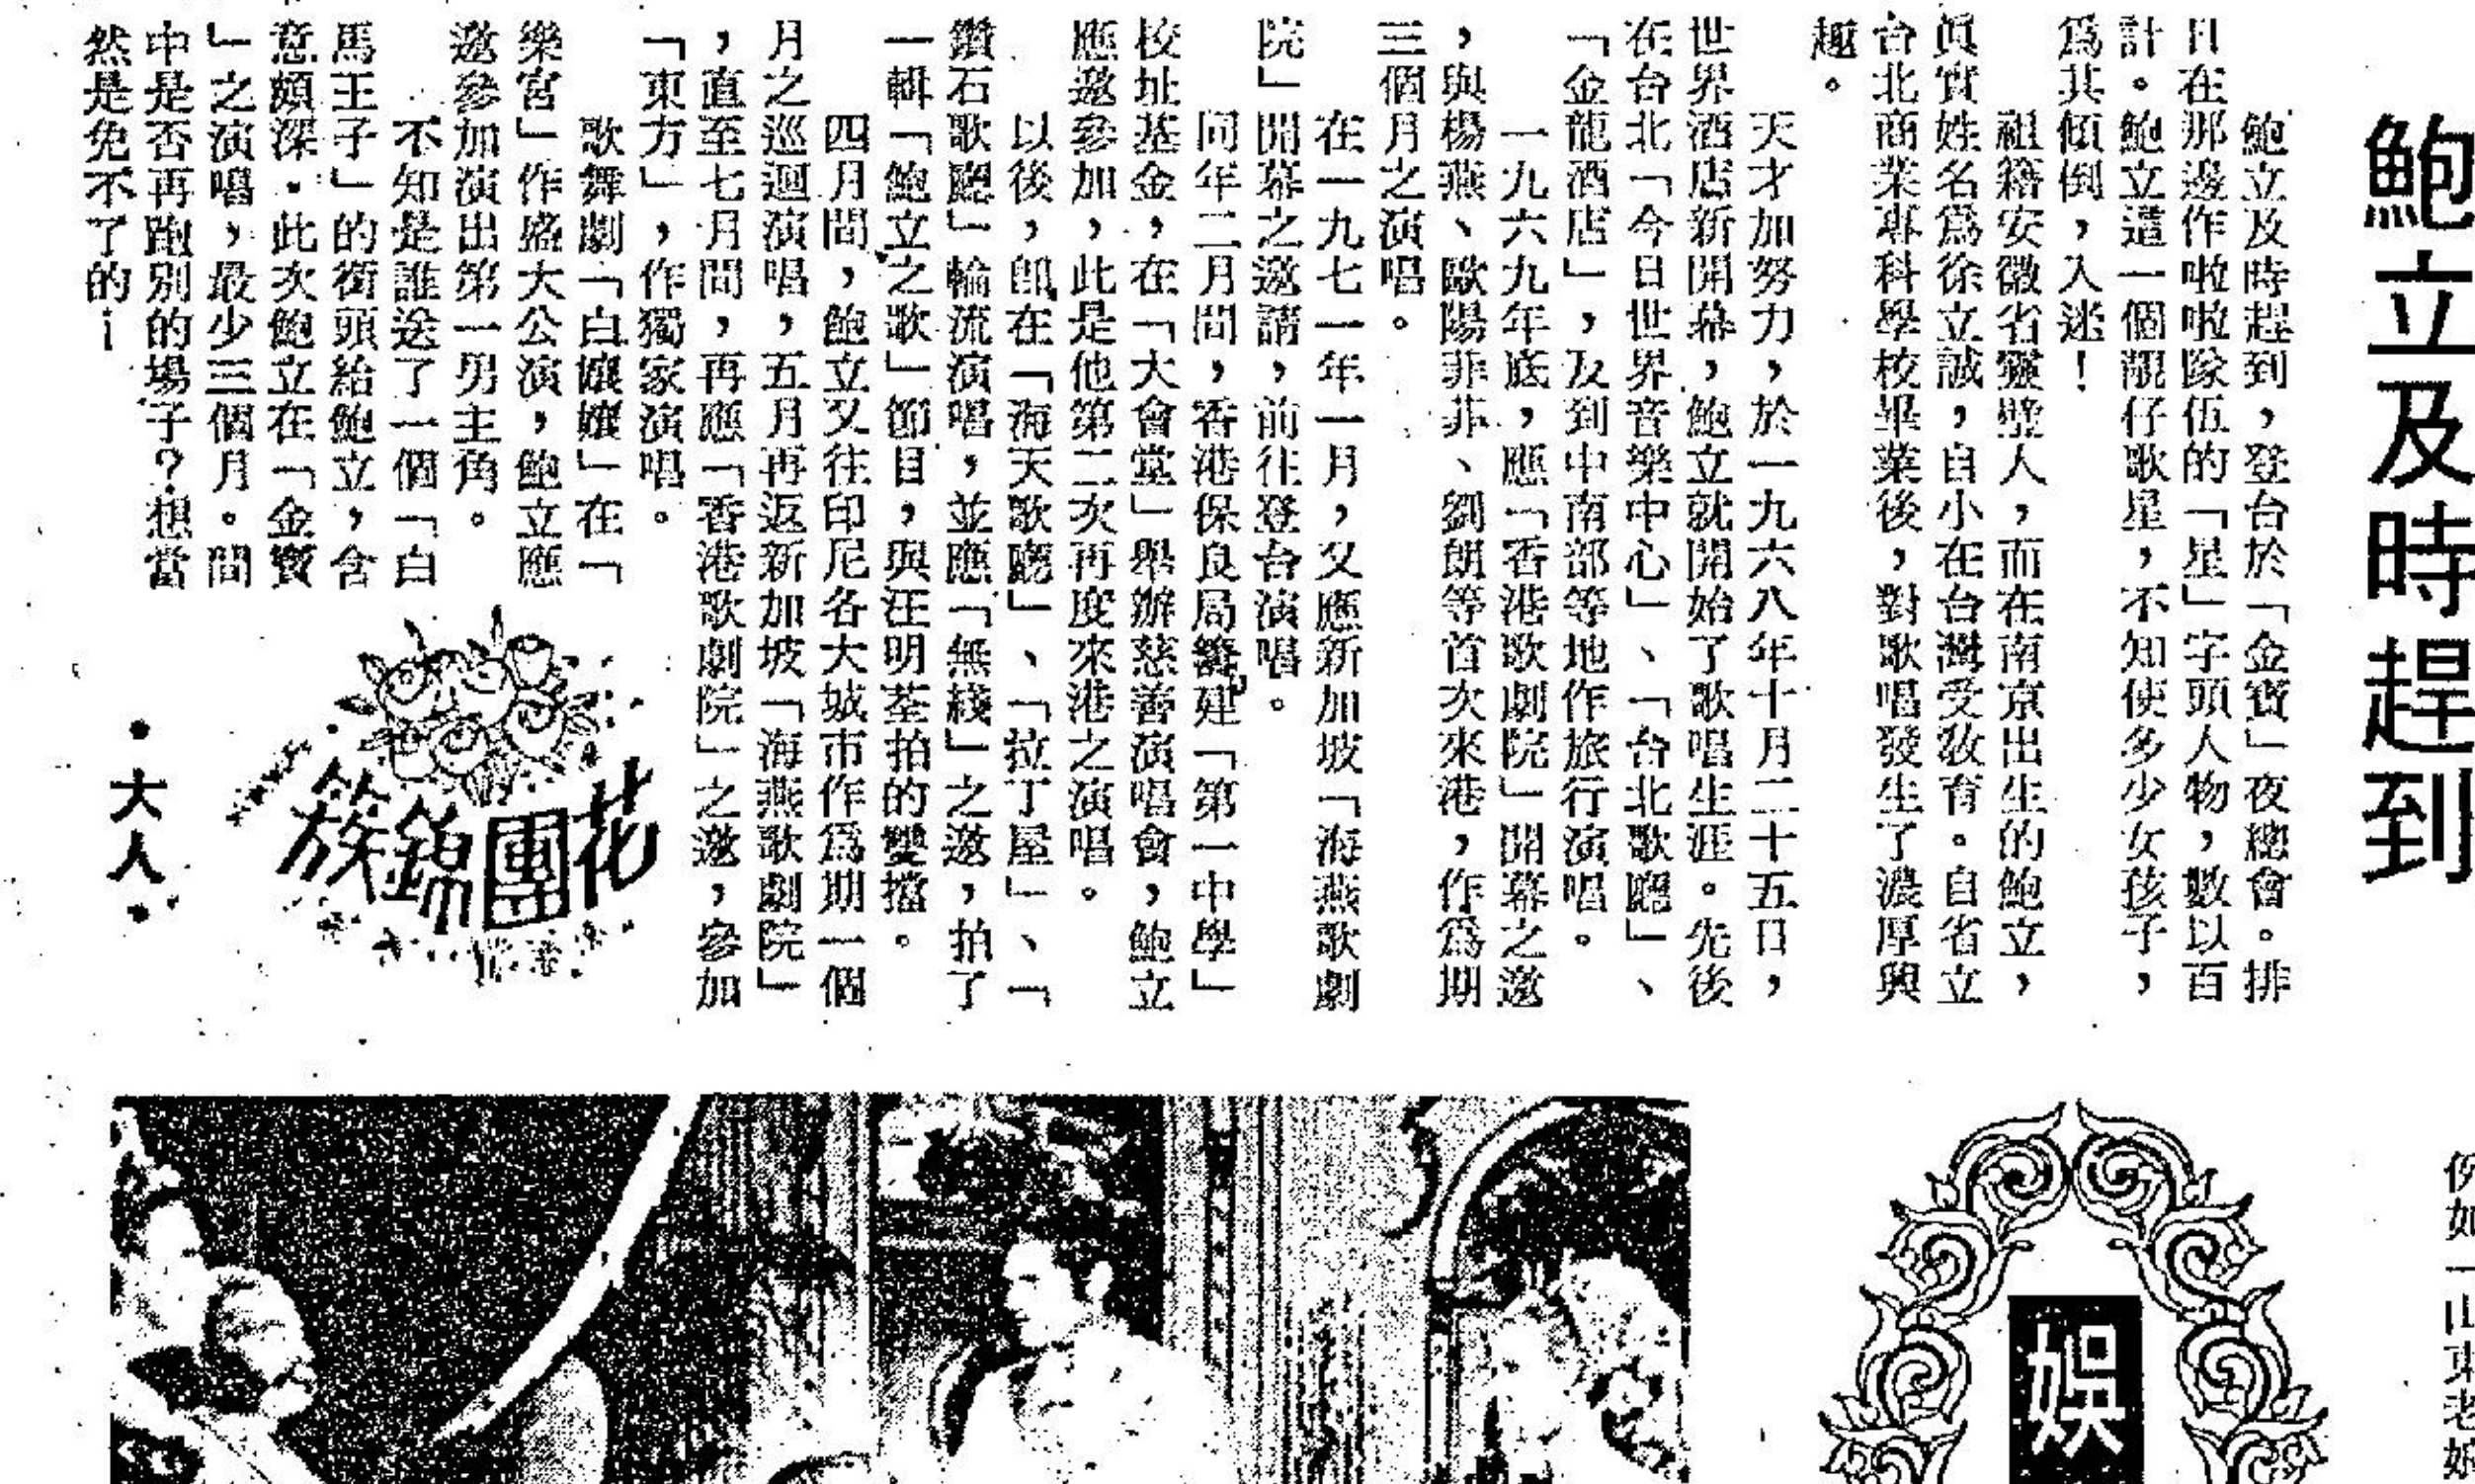 鮑立及時趕到
鮑立及時趕到，登台於「金寶」夜總會。排
日在那邊作啦啦隊伍的「星」字頭人物，數以百
計。鮑立這一個靚仔歌星，不知使多少女孩子，
爲其傾倒，入迷！
祖籍安徽省靈壁人，而在南京出生的鮑立，
眞實姓名爲徐立誠，自小在台灣受敎育。自省立
台北商業專科學校畢業後，對歌唱發生了濃厚興
趣。
天才加努力，於一九六八年十月二十五日，
世界酒店新開幕，鮑立就開始了歌唱生涯。先後
在台北「今日世界音樂中心」、「台北歌廳」、
「金龍酒店」，及到中南部等地作旅行演唱。
一九六九年底，應「香港歌劇院」開幕之邀
，與楊燕、歐陽菲菲、劉朗等首次來港，作爲期
三個月之演唱。
在一九七一年一月，又應新加坡「海燕歌劇
院」開幕之邀請，前往登台演唱。
同年二月間，香港保良局籌建「第一中學」
校址基金，在「大會堂」舉辦慈善演唱會，鮑立
應邀參加，此是他第二次再度來港之演唱。
以後，卽在「海天歌廳」、「拉丁屋」、「
鑽石歌廳」輪流演唱，並應「無綫」之邀，拍了
一輯「鮑立之歌」節目，與汪明荃拍的雙擋。
四月間，鮑立又往印尼各大城市作爲期一個
月之巡迴演唱，五月再返新加坡「海燕歌劇院」
，直至七月間，再應「香港歌劇院」之邀，參加
「東方」，作獨家演唱。
歌舞劇「白孃孃」在「
樂宮」作盛大公演，鮑立應
邀參加演出第一男主角。
不知是誰送了一個「白
馬王子」的銜頭給鮑立，含
意頗深．此次鮑立在「金寶
」之演唱，最少三個月。間
中是否再跑別的場子？想當
然是免不了的！
花團錦簇
•大人•
娛
例如一山東老嫗